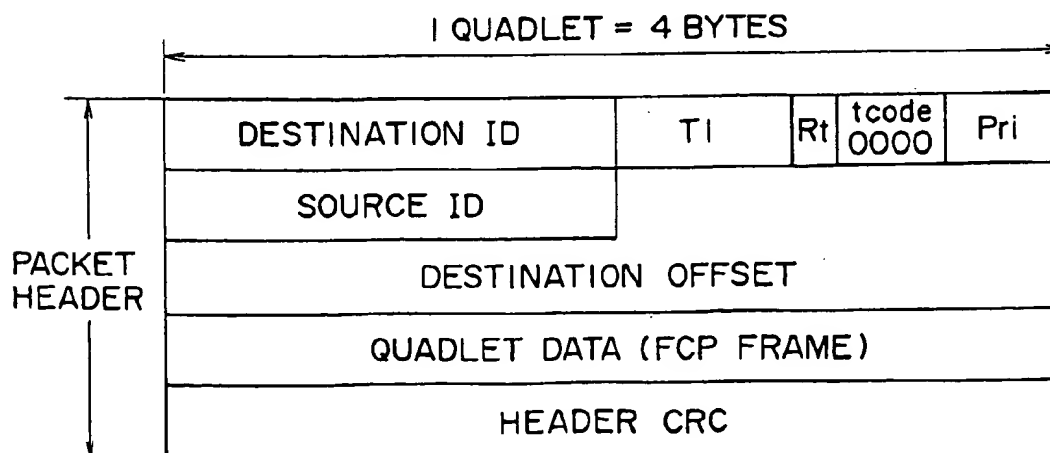 1 QUADLET = 4 BYTES
DESTINATION ID
T1
Rt
tcode
0000
Pri
SOURCE ID
PACKET
HEADER
DESTINATION OFFSET
QUADLET DATA (FCP FRAME)
HEADER CRC